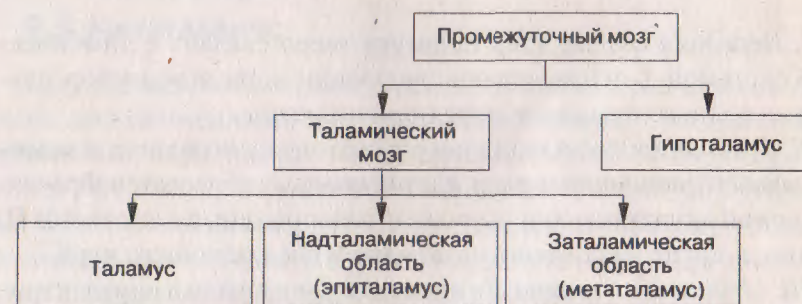 Промежуточный мозг
Таламический
мозг
Гипоталамус
Таламус
Надталамическая
область
(эпиталамус)
Заталамическая
область
(метаталамус)